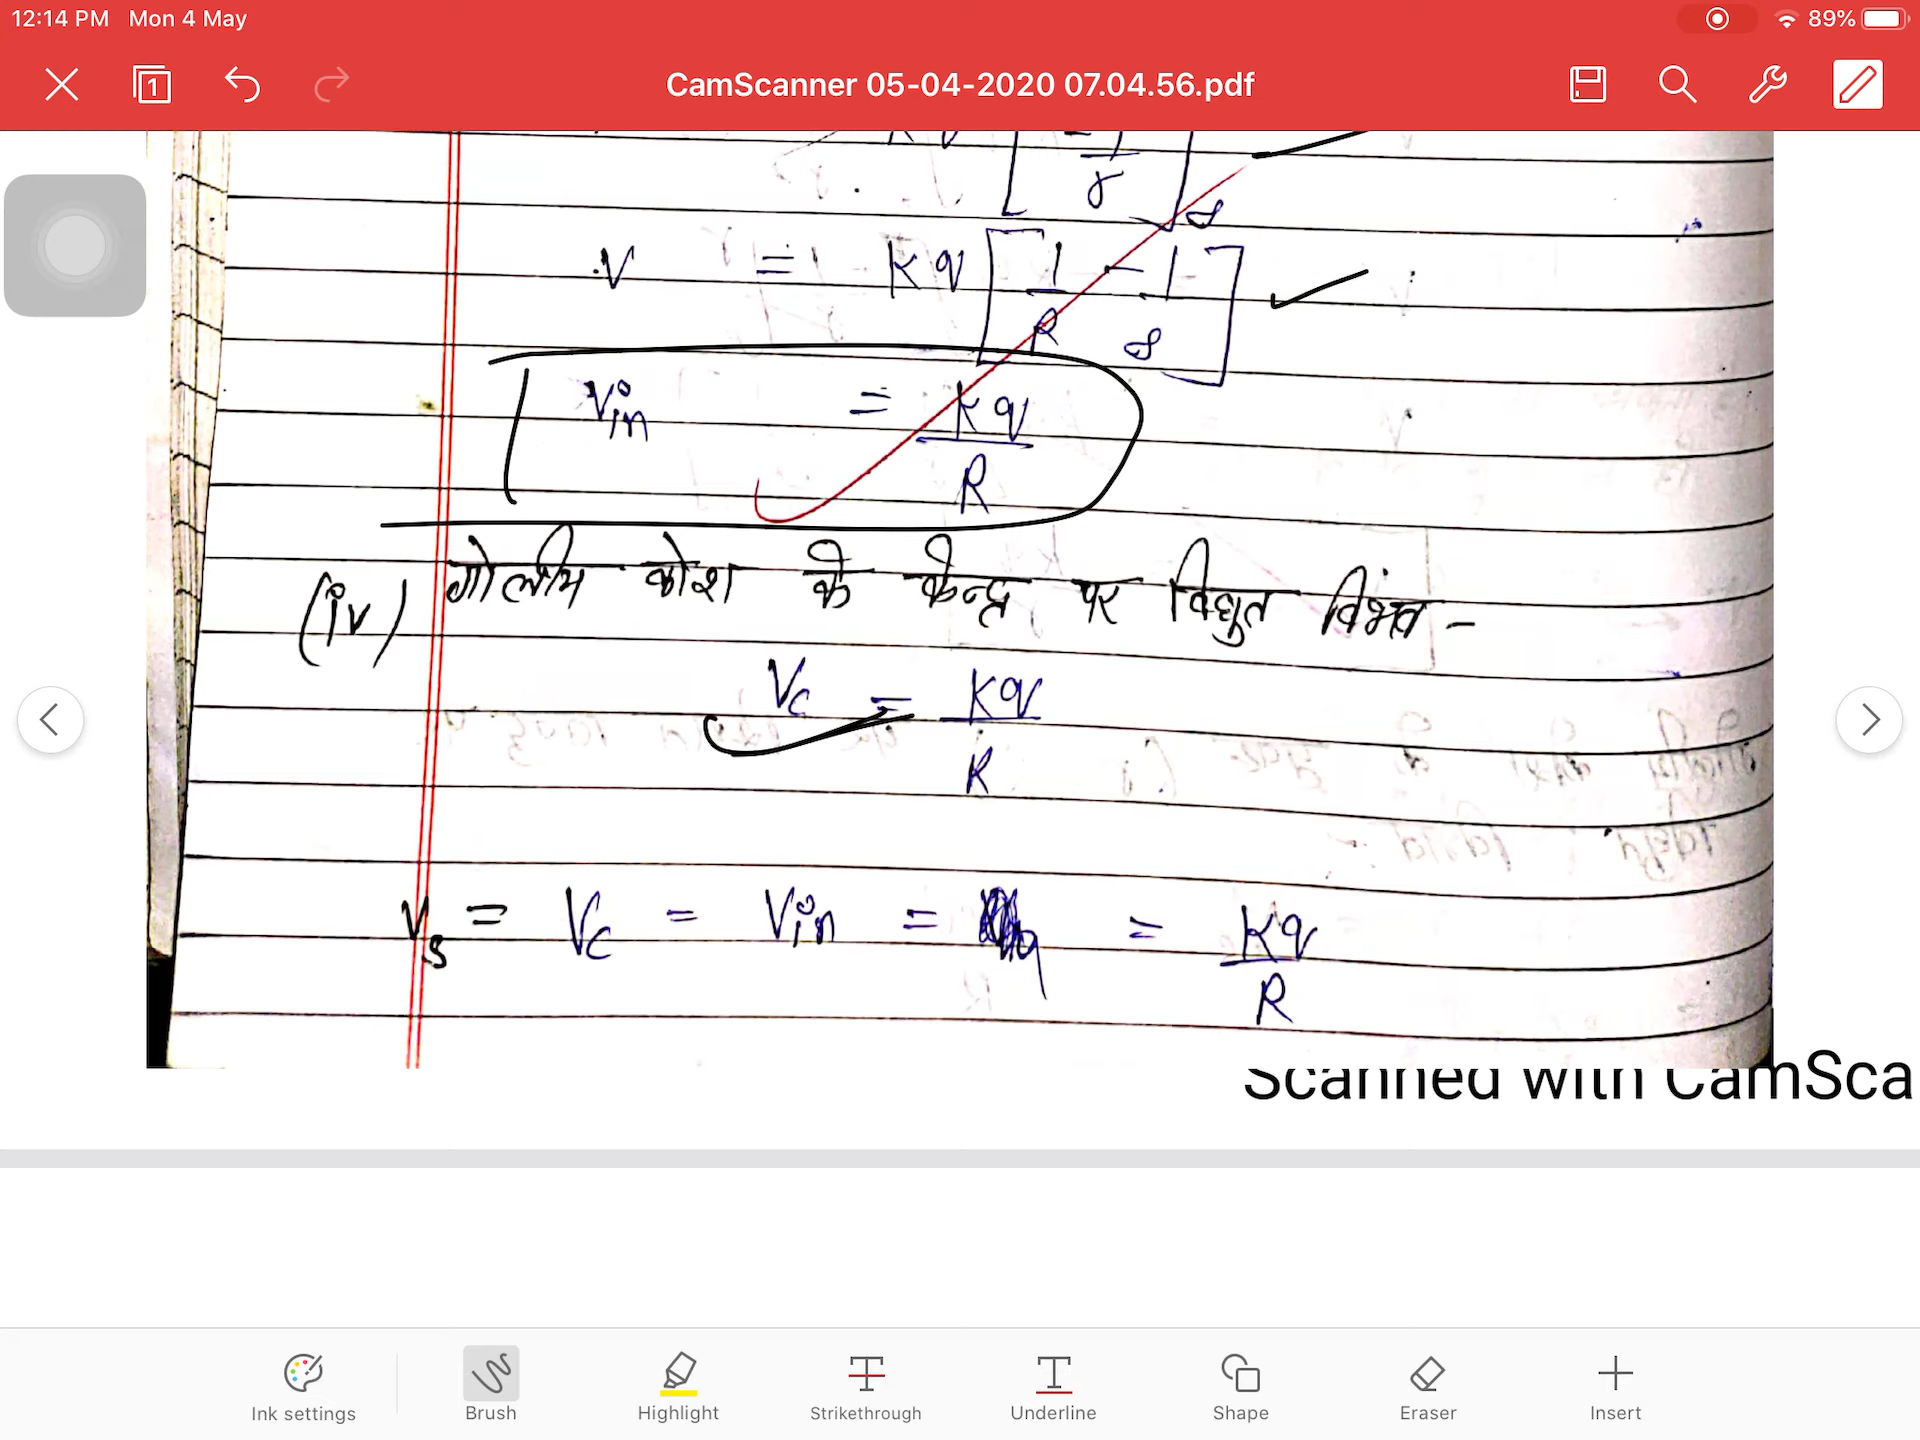 12:14 PM Mon 4 May 89%
1 CamScanner 05-04-2020 07.04.56.pdf
V = Kq [ 1/R - 1/∞ ]
Vin = Kq/R
(iv) गोलीय कोश के केन्द्र पर विद्युत विभव -
Vc = Kq/R
Vs = Vc = Vin = = Kq/R
Scanned with CamSca
Ink settings Brush Highlight Strikethrough Underline Shape Eraser Insert